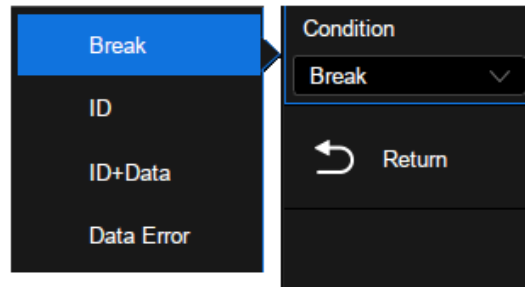 Break
ID
ID+Data
Data Error
Condition
Break
Return